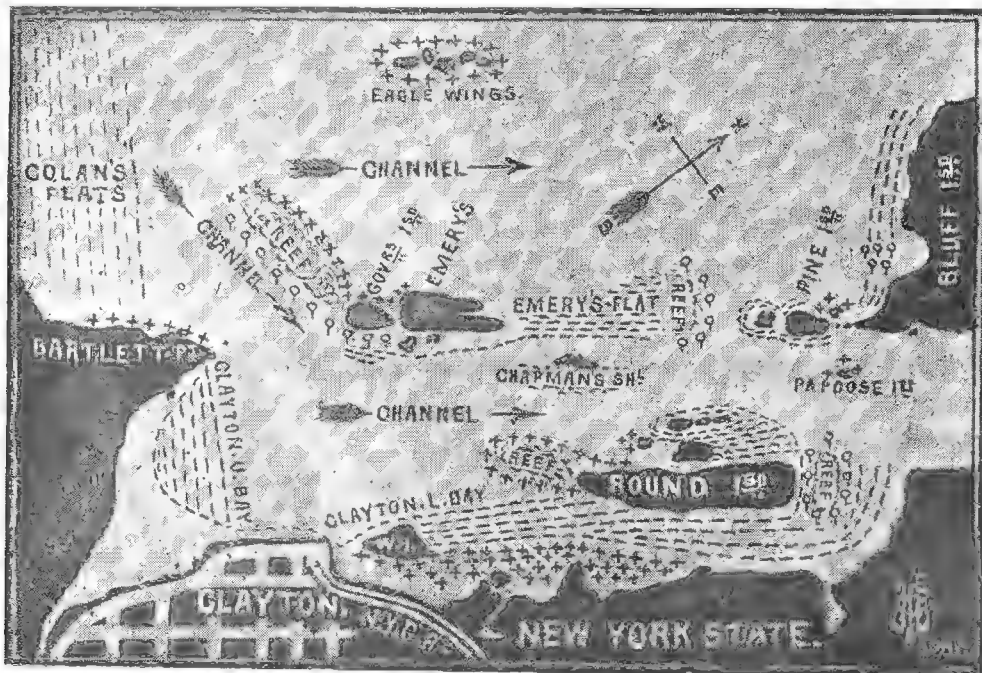 EAGLE WINGS.
COLAN'S
FLATS
CHANNEL
CHANNEL
REEF
GOVRS ISD
EMERYS
N
E
PINE ISD
BLUFF ISD
EMERYS FLAT
REEF
BARTLETT PT
CHAPMANS SHL
PAPOOSE ISL
CLAYTON U. BAY
CHANNEL
REEF
ROUND ISD
REEF
CLAYTON L. BAY
CLAYTON.
NEW YORK STATE.